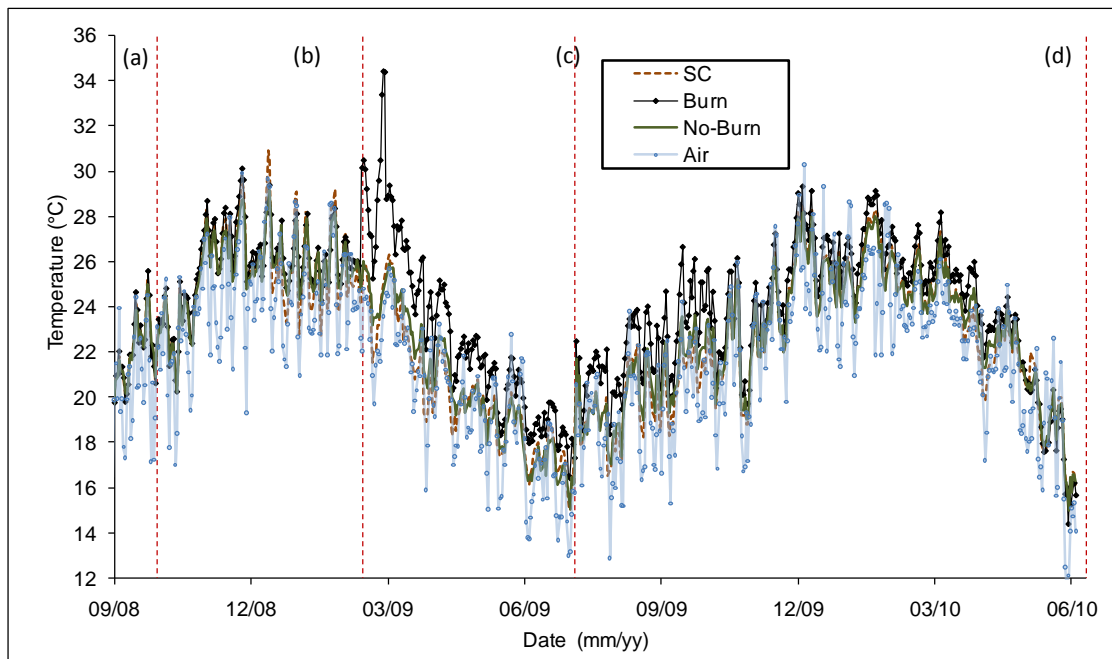 36
34
32
30
28
26
24
22
20
18
16
14
12
Temperature (°C)
(a)
(b)
(c)
(d)
SC
Burn
No-Burn
Air
09/08
12/08
03/09
06/09
09/09
12/09
03/10
06/10
Date (mm/yy)